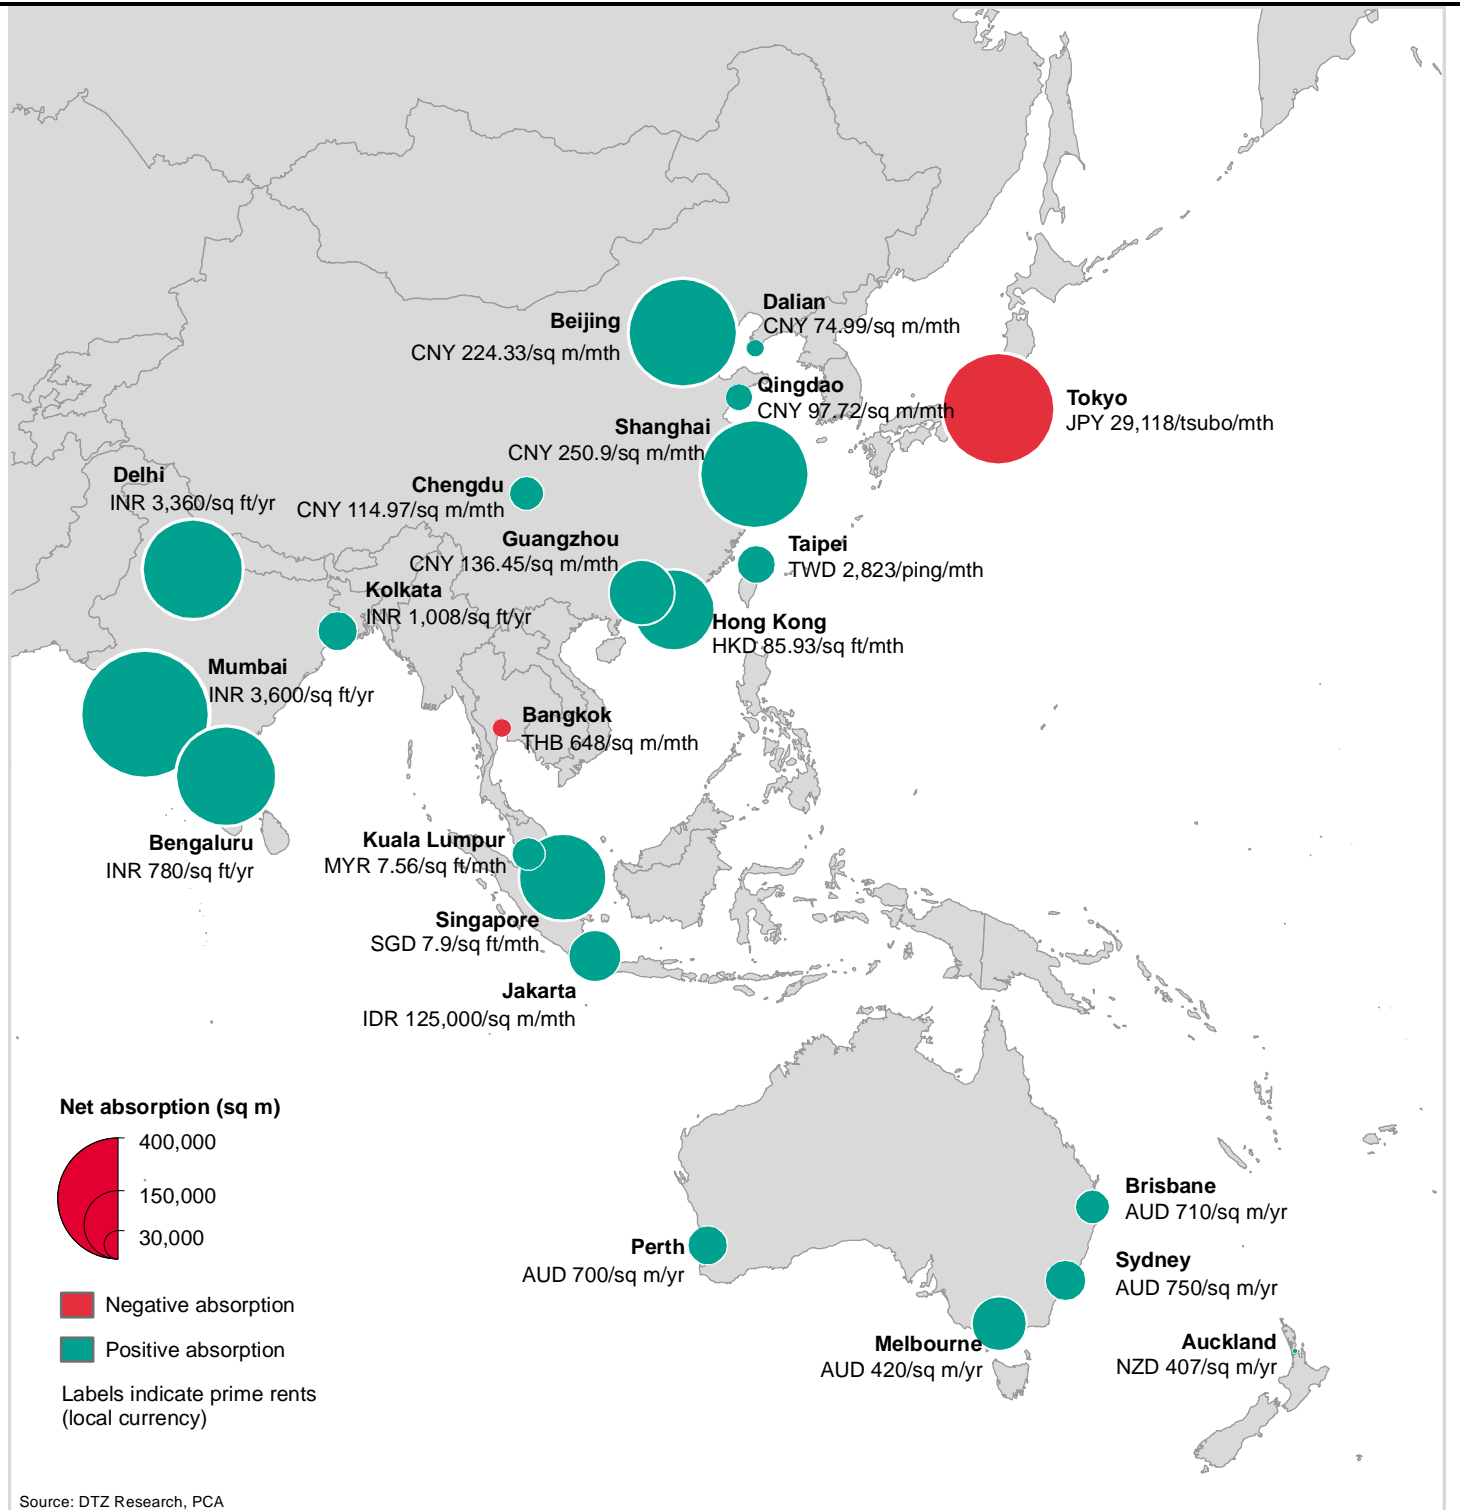 Dalian
CNY 74.99/sq m/mth
Beijing
CNY 224.33/sq m/mth
Qingdao
CNY 97.72/sq m/mth
Tokyo
JPY 29,118/tsubo/mth
Shanghai
CNY 250.9/sq m/mth
Delhi
INR 3,360/sq ft/yr
Chengdu
CNY 114.97/sq m/mth
Guangzhou
CNY 136.45/sq m/mth
Taipei
TWD 2,823/ping/mth
Kolkata
INR 1,008/sq ft/yr
Hong Kong
HKD 85.93/sq ft/mth
Mumbai
INR 3,600/sq ft/yr
Bangkok
THB 648/sq m/mth
Bengaluru
INR 780/sq ft/yr
Kuala Lumpur
MYR 7.56/sq ft/mth
Singapore
SGD 7.9/sq ft/mth
Jakarta
IDR 125,000/sq m/mth
Net absorption (sq m)
400,000
150,000
30,000
Negative absorption
Positive absorption
Labels indicate prime rents
(local currency)
Brisbane
AUD 710/sq m/yr
Perth
AUD 700/sq m/yr
Sydney
AUD 750/sq m/yr
Melbourne
AUD 420/sq m/yr
Auckland
NZD 407/sq m/yr
Source: DTZ Research, PCA